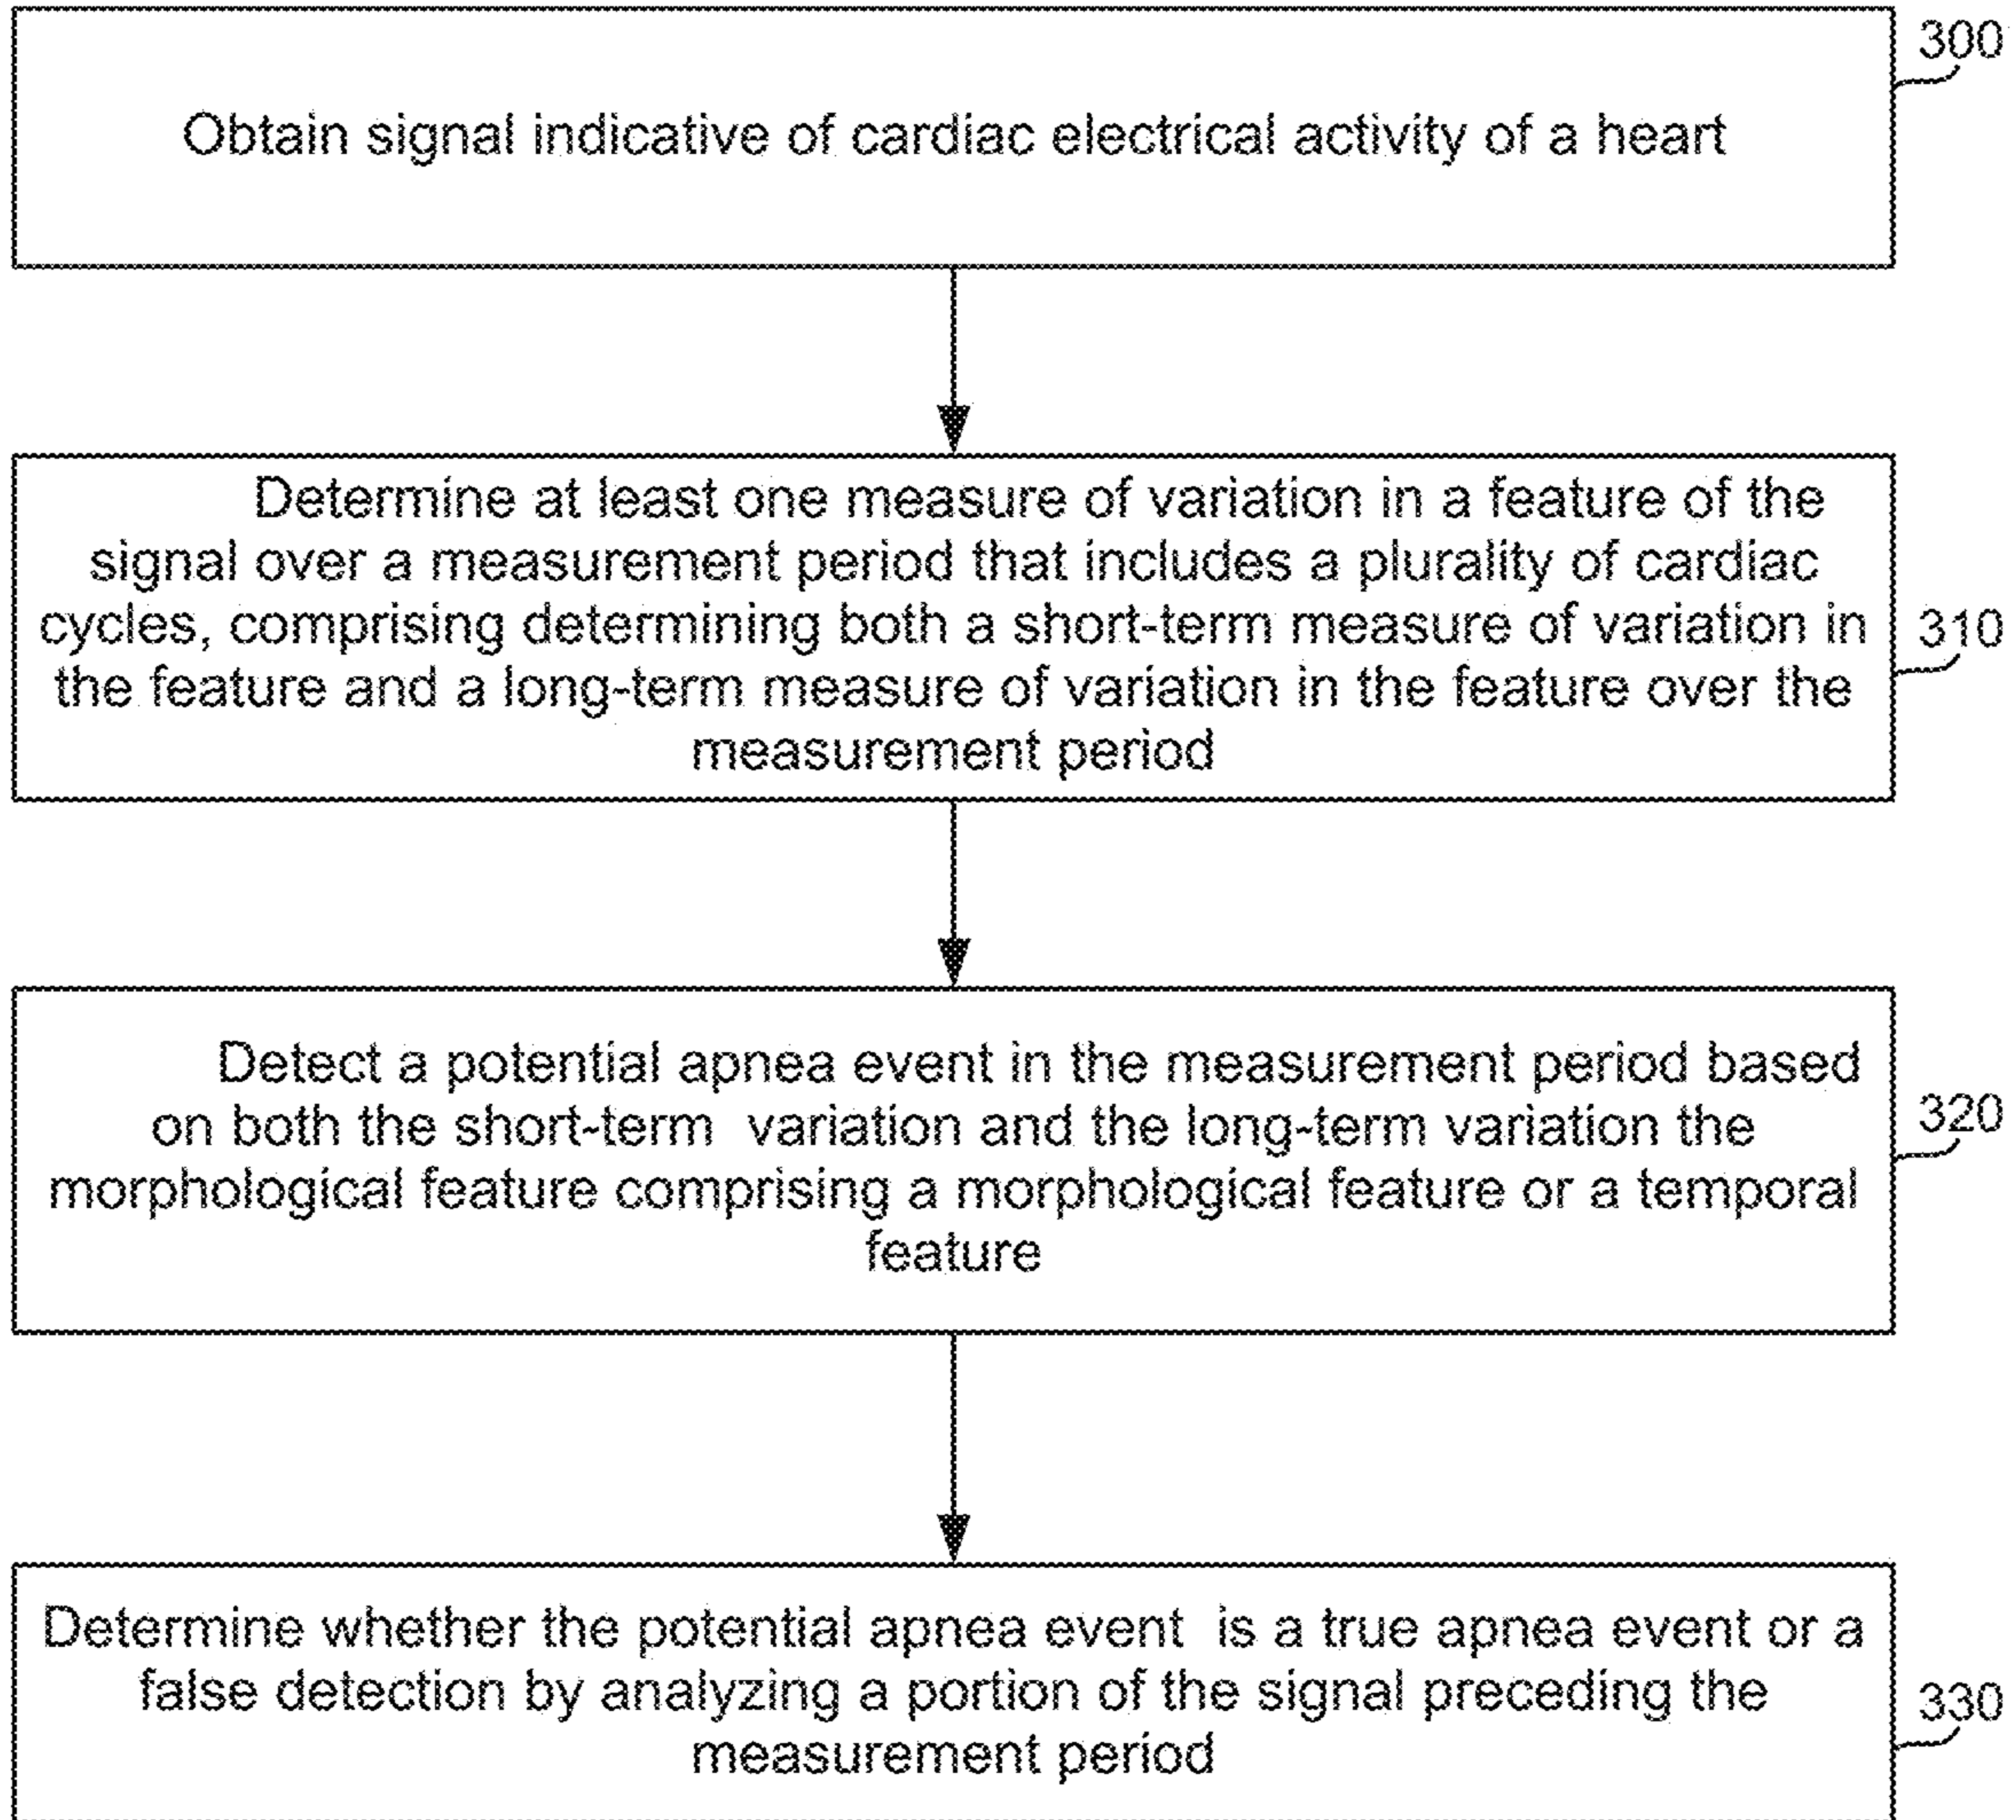 300
Obtain signal indicative of cardiac electrical activity of a heart
Determine at least one measure of variation in a feature of the
signal over a measurement period that includes a plurality of cardiac
cycles, comprising determining both a short-term measure of variation in
the feature and a long-term measure of variation in the feature over the
measurement period
310
Detect a potential apnea event in the measurement period based
on both the short-term variation and the long-term variation the
morphological feature comprising a morphological feature or a temporal
feature
320
Determine whether the potential apnea event is a true apnea event or a
false detection by analyzing a portion of the signal preceding the
measurement period
330